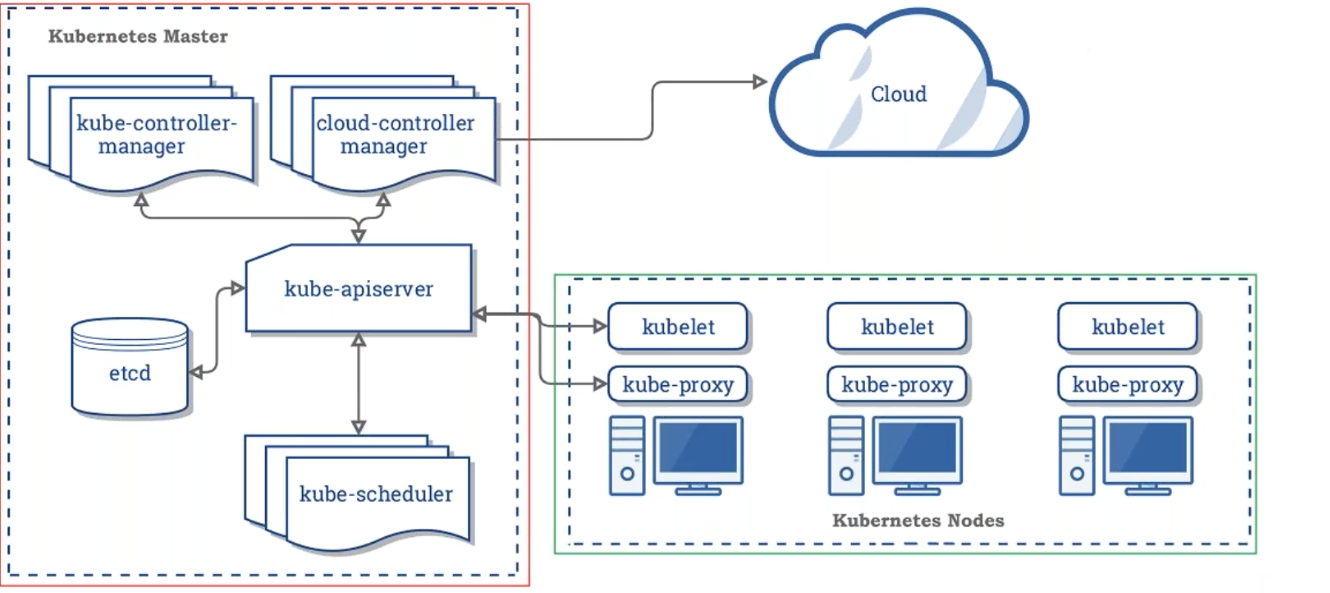 Kubernetes Master
kube-controller-
manager
cloud-controller
manager
Cloud
kube-apiserver
etcd
kube-scheduler
kubelet
kube-proxy
kubelet
kube-proxy
kubelet
kube-proxy
Kubernetes Nodes